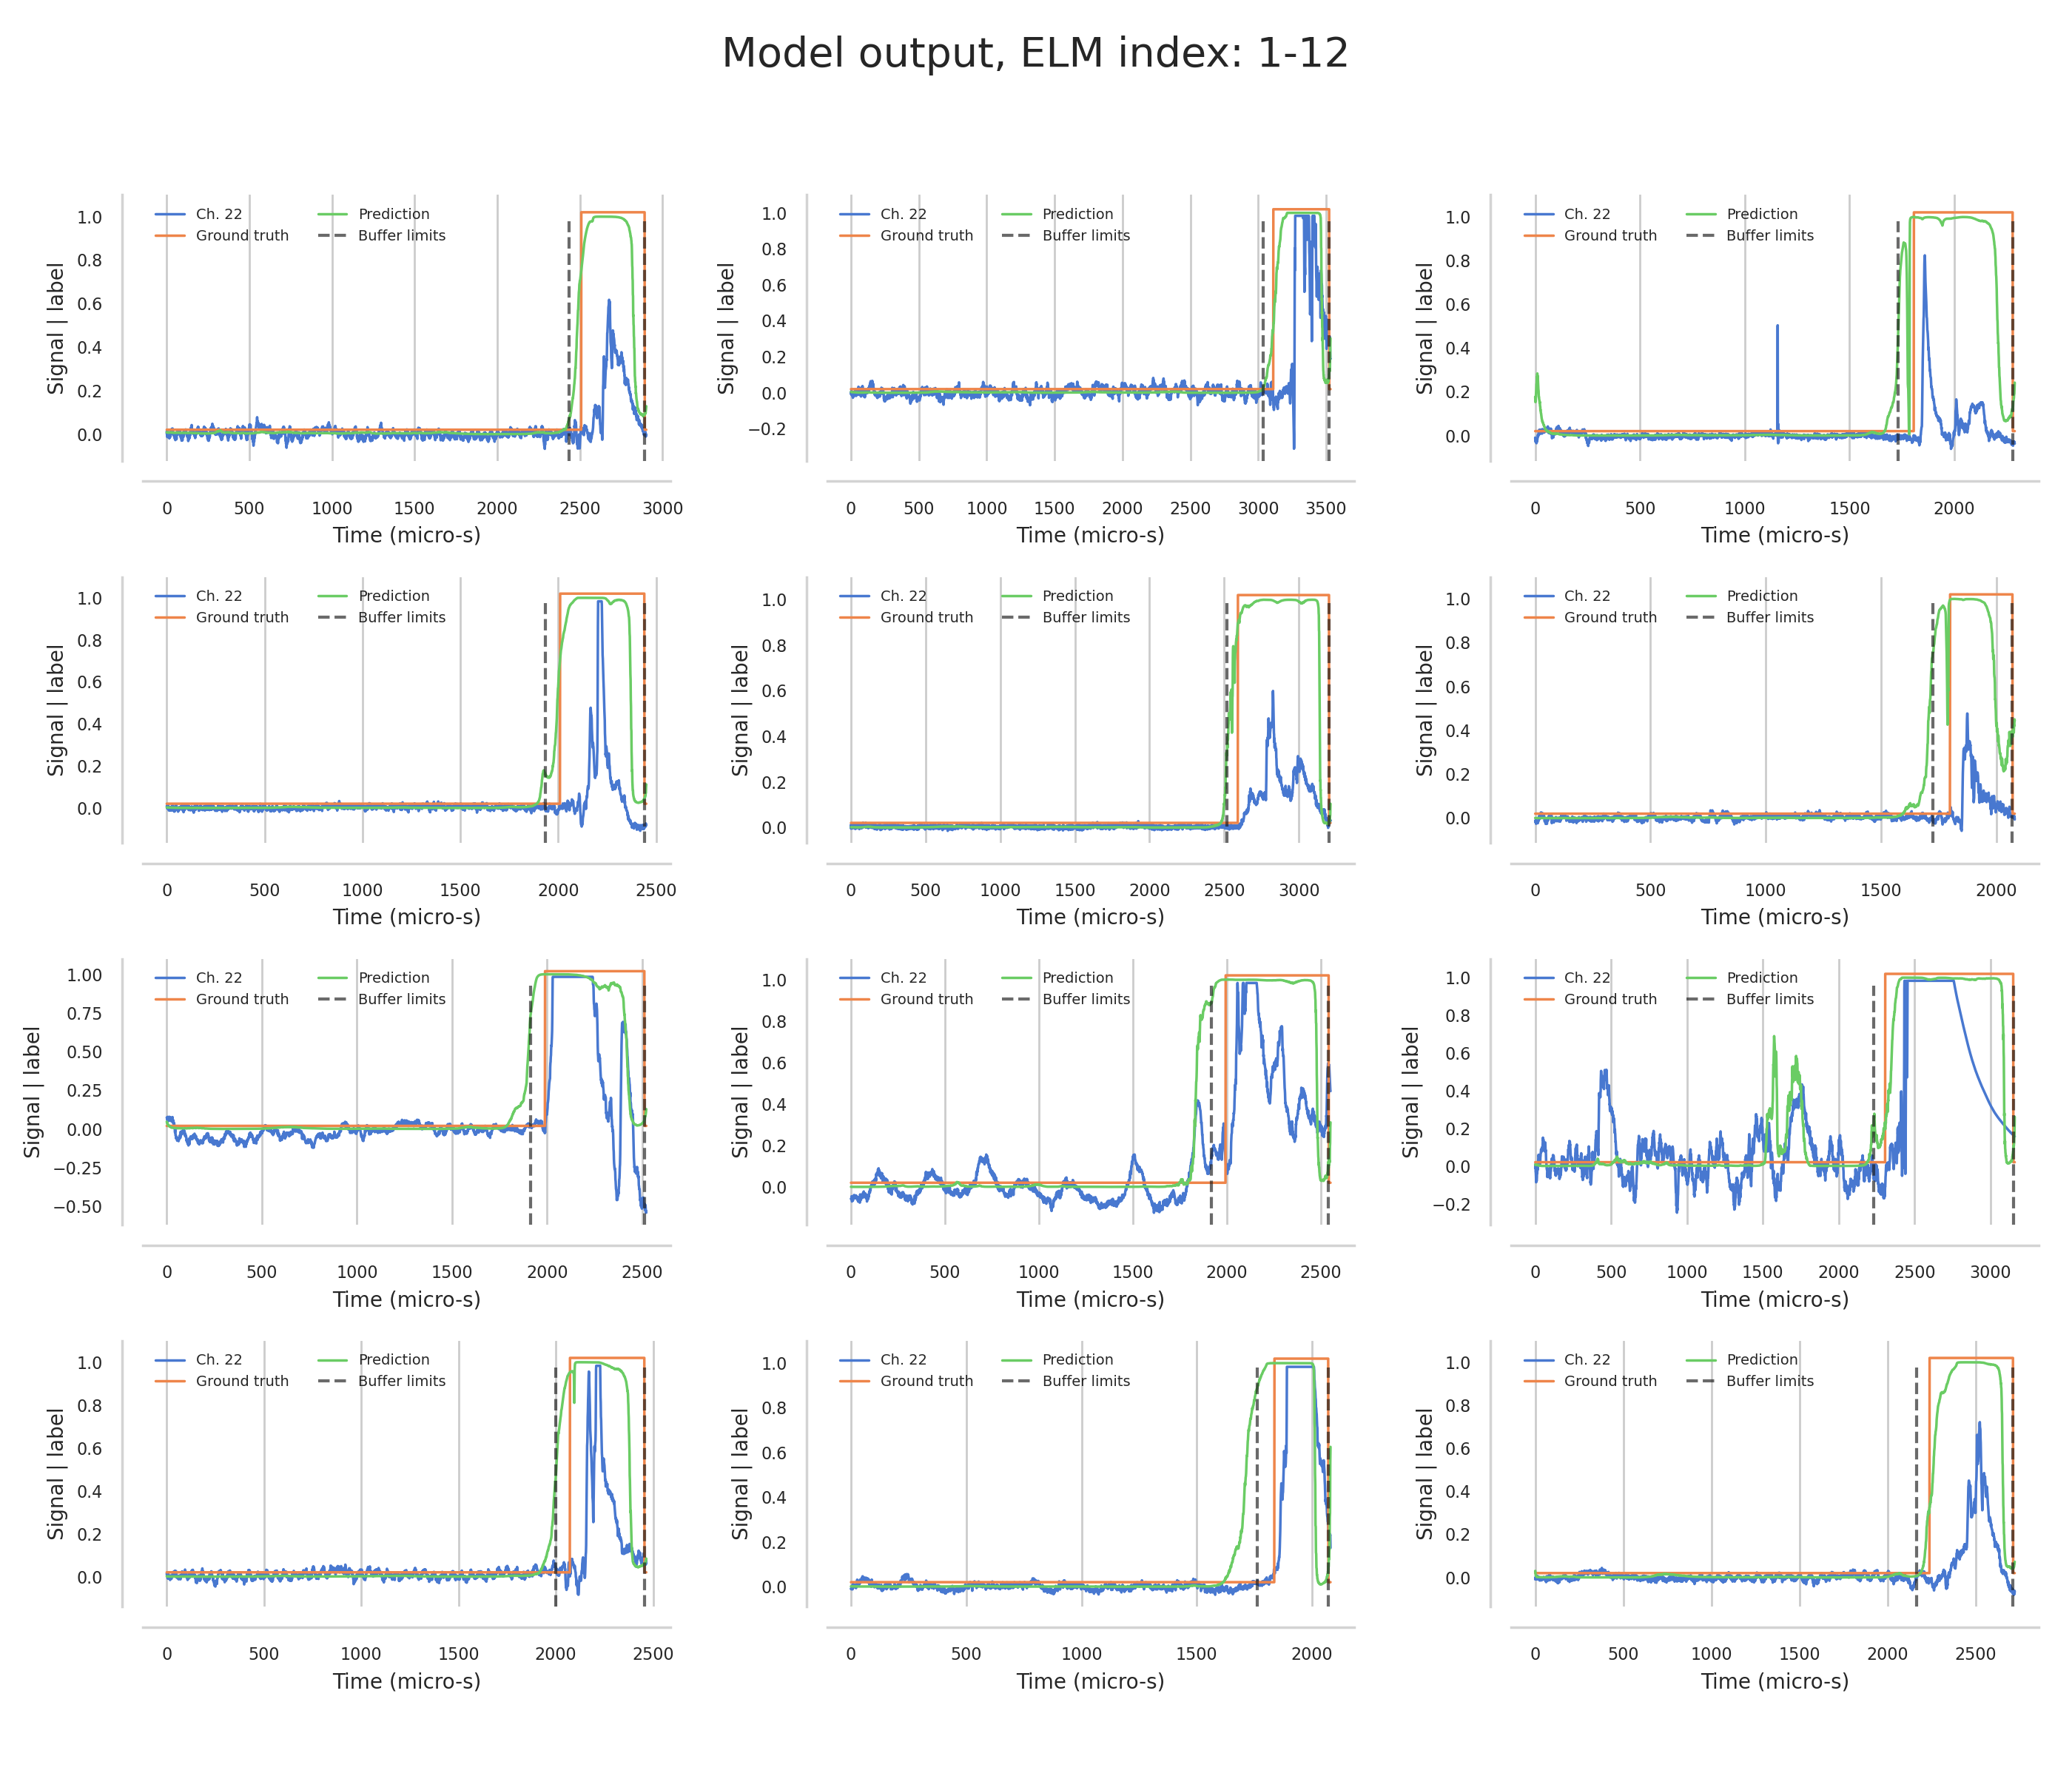 Model output, ELM index: 1-12
Signal | label
1.0
0.8
0.6
0.4
0.2
0.0
Ch. 22 Prediction
Ground truth Buffer limits
0 500 1000 1500 2000 2500 3000
Time (micro-s)
Signal | label
1.0
0.8
0.6
0.4
0.2
0.0
−0.2
Ch. 22 Prediction
Ground truth Buffer limits
0 500 1000 1500 2000 2500 3000 3500
Time (micro-s)
Signal | label
1.0
0.8
0.6
0.4
0.2
0.0
Ch. 22 Prediction
Ground truth Buffer limits
0 500 1000 1500 2000
Time (micro-s)
Signal | label
1.0
0.8
0.6
0.4
0.2
0.0
Ch. 22 Prediction
Ground truth Buffer limits
0 500 1000 1500 2000 2500
Time (micro-s)
Signal | label
1.0
0.8
0.6
0.4
0.2
0.0
Ch. 22 Prediction
Ground truth Buffer limits
0 500 1000 1500 2000 2500 3000
Time (micro-s)
Signal | label
1.0
0.8
0.6
0.4
0.2
0.0
Ch. 22 Prediction
Ground truth Buffer limits
0 500 1000 1500 2000
Time (micro-s)
Signal | label
1.00
0.75
0.50
0.25
0.00
−0.25
−0.50
Ch. 22 Prediction
Ground truth Buffer limits
0 500 1000 1500 2000 2500
Time (micro-s)
Signal | label
1.0
0.8
0.6
0.4
0.2
0.0
Ch. 22 Prediction
Ground truth Buffer limits
0 500 1000 1500 2000 2500
Time (micro-s)
Signal | label
1.0
0.8
0.6
0.4
0.2
0.0
−0.2
Ch. 22 Prediction
Ground truth Buffer limits
0 500 1000 1500 2000 2500 3000
Time (micro-s)
Signal | label
1.0
0.8
0.6
0.4
0.2
0.0
Ch. 22 Prediction
Ground truth Buffer limits
0 500 1000 1500 2000 2500
Time (micro-s)
Signal | label
1.0
0.8
0.6
0.4
0.2
0.0
Ch. 22 Prediction
Ground truth Buffer limits
0 500 1000 1500 2000
Time (micro-s)
Signal | label
1.0
0.8
0.6
0.4
0.2
0.0
Ch. 22 Prediction
Ground truth Buffer limits
0 500 1000 1500 2000 2500
Time (micro-s)